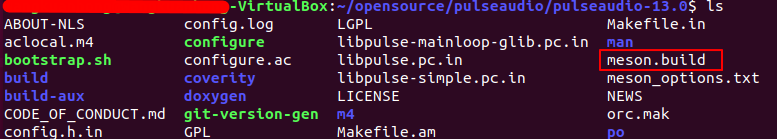 -VirtualBox:~/opensource/pulseaudio/pulseaudio-13.0$ ls
ABOUT-NLS config.log LGPL Makefile.in
aclocal.m4 configure libpulse-mainloop-glib.pc.in man
bootstrap.sh configure.ac libpulse.pc.in meson.build
build coverity libpulse-simple.pc.in meson_options.txt
build-aux doxygen LICENSE NEWS
CODE_OF_CONDUCT.md git-version-gen m4 orc.mak
config.h.in GPL Makefile.am po